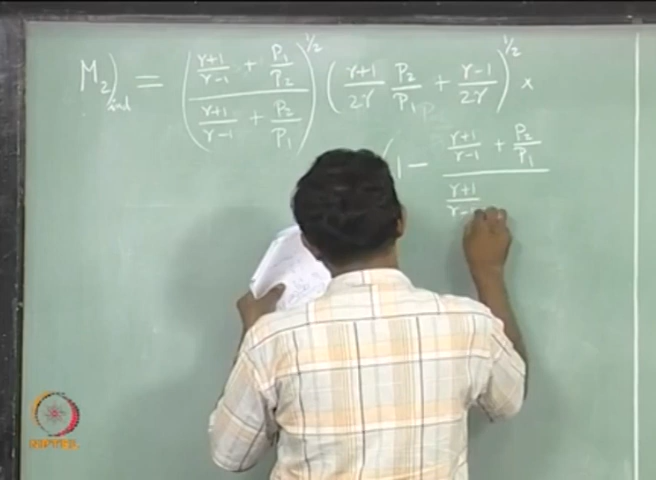 M₂)ind = ( ( (γ+1)/(γ-1) + P₁/P₂ ) / ( (γ+1)/(γ-1) + P₂/P₁ ) )^1/2 ( (γ+1)/2γ P₂/P₁ + (γ-1)/2γ )^1/2 ×
(1 - ( (γ+1)/(γ-1) + P₂/P₁ ) / (γ+1)/(γ-1)
NPTEL